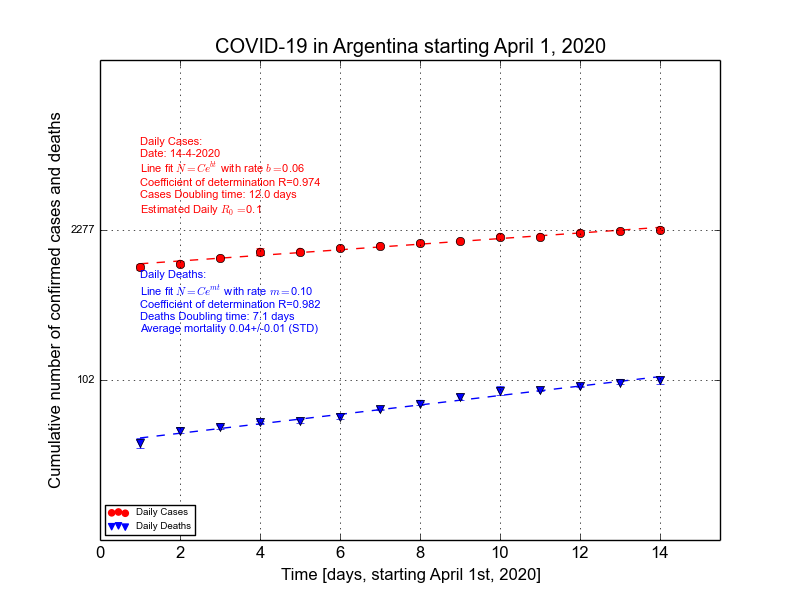 COVID-19 in Argentina starting April 1, 2020
Cumulative number of confirmed cases and deaths
Daily Cases:
Date: 14-4-2020
Line fit N=Ce^{bt} with rate b=0.06
Coefficient of determination R=0.974
Cases Doubling time: 12.0 days
Estimated Daily R_0=0.1
2277
Daily Deaths:
Line fit N=Ce^{mt} with rate m=0.10
Coefficient of determination R=0.982
Deaths Doubling time: 7.1 days
Average mortality 0.04+/-0.01 (STD)
102
Daily Cases
Daily Deaths
0 2 4 6 8 10 12 14
Time [days, starting April 1st, 2020]